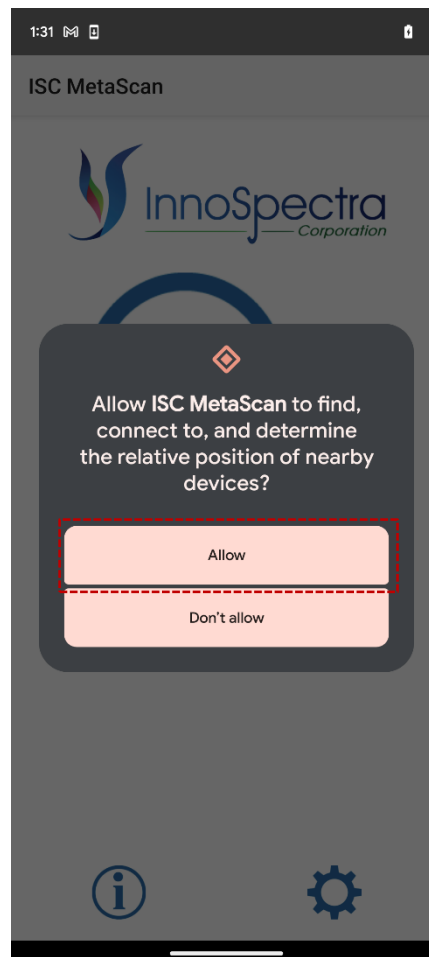 1:31
ISC MetaScan
InnoSpectra
Corporation
Allow ISC MetaScan to find,
connect to, and determine
the relative position of nearby
devices?
Allow
Don't allow